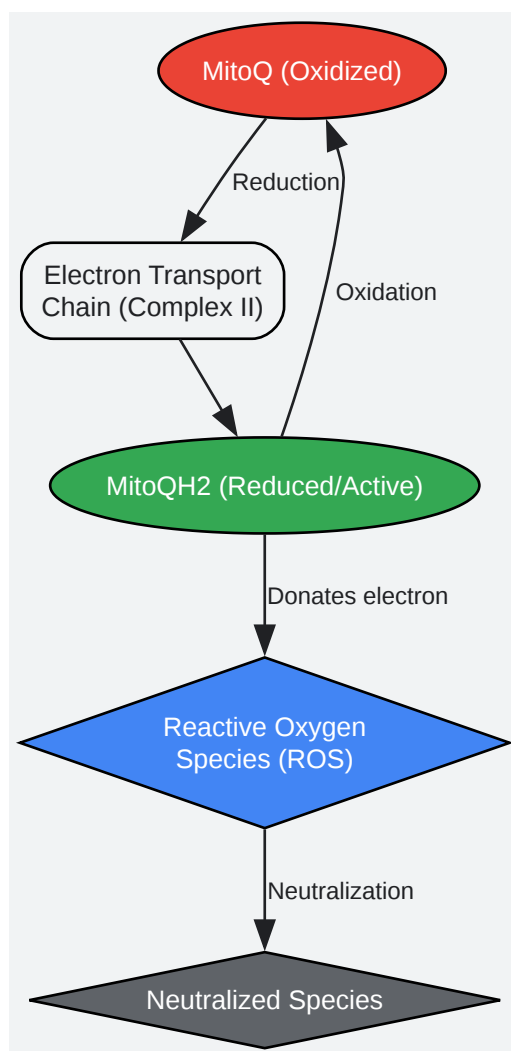 MitoQ (Oxidized)
Reduction
Electron Transport
Chain (Complex II)
Oxidation
MitoQH2 (Reduced/Active)
Donates electron
Reactive Oxygen
Species (ROS)
Neutralization
Neutralized Species